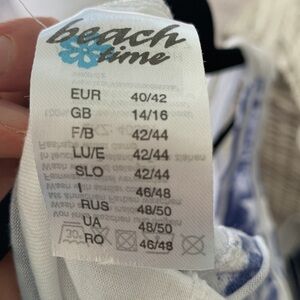 beach
time
EUR 40/42
GB 14/16
F/B 42/44
LU/E 42/44
SLO 42/44
I 46/48
RUS 48/50
UA 48/50
RO 46/48
30